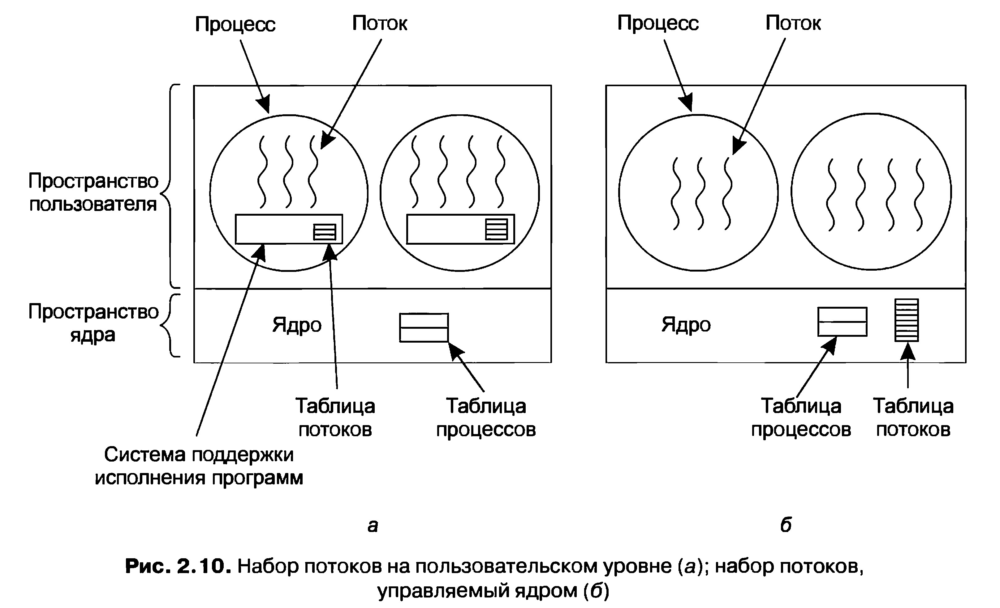 Процесс
Поток
Процесс
Поток
Пространство
пользователя
Пространство
ядра
Ядро
Ядро
Таблица
потоков
Таблица
процессов
Таблица
процессов
Таблица
потоков
Система поддержки
исполнения программ
а
б
Рис. 2.10. Набор потоков на пользовательском уровне (а); набор потоков,
управляемый ядром (б)